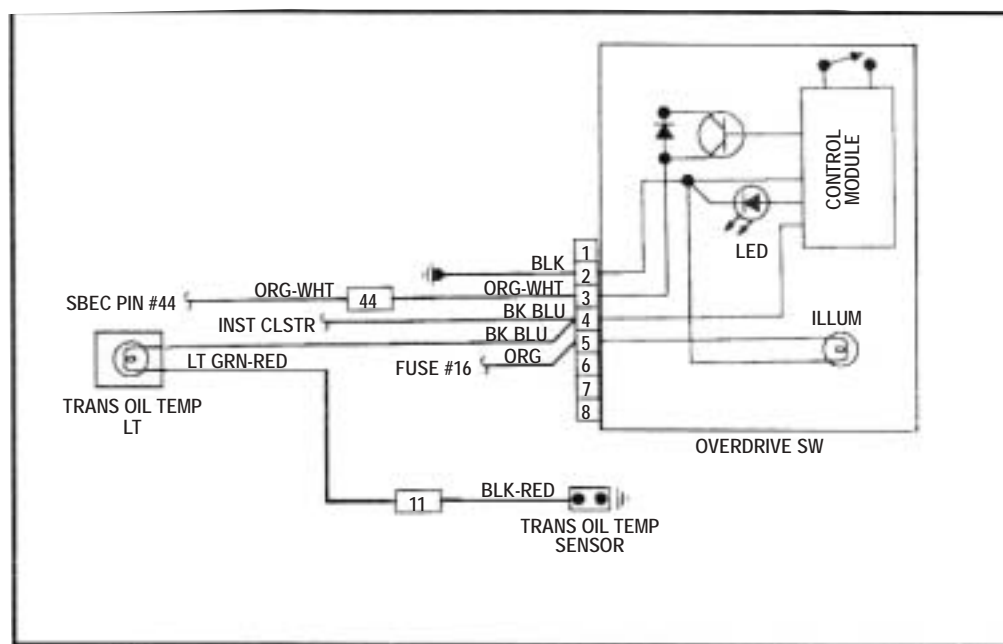 CONTROL
MODULE
LED
1
BLK
2
SBEC PIN #44
ORG-WHT
44
ORG-WHT
3
INST CLSTR
BK BLU
4
ILLUM
BK BLU
5
LT GRN-RED
FUSE #16
ORG
6
7
8
TRANS OIL TEMP
LT
OVERDRIVE SW
11
BLK-RED
TRANS OIL TEMP
SENSOR